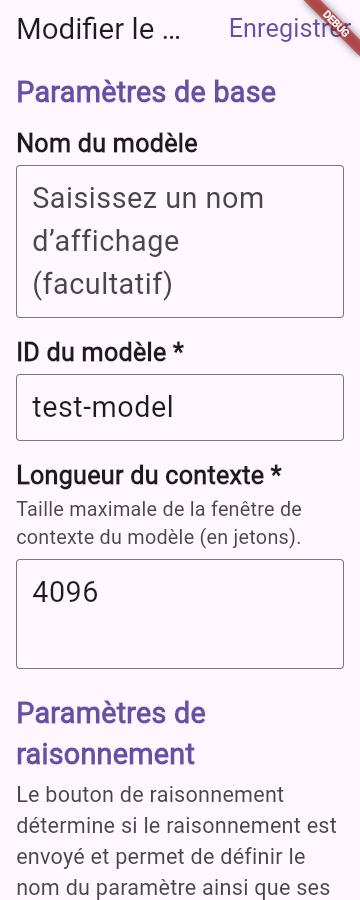 Modifier le ...
Enregistrer
DEBUG
Paramètres de base
Nom du modèle
Saisissez un nom
d’affichage
(facultatif)
ID du modèle *
test-model
Longueur du contexte *
Taille maximale de la fenêtre de
contexte du modèle (en jetons).
4096
Paramètres de
raisonnement
Le bouton de raisonnement
détermine si le raisonnement est
envoyé et permet de définir le
nom du paramètre ainsi que ses